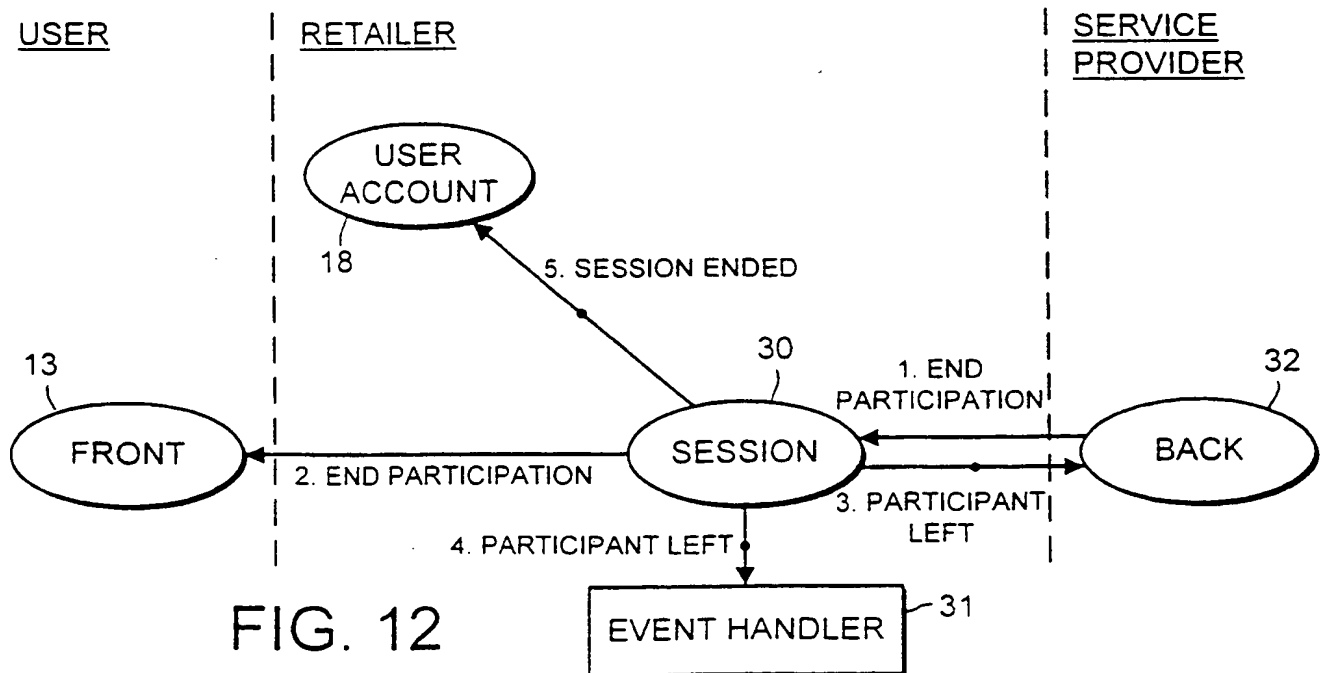 USER
RETAILER
SERVICE
PROVIDER
USER
ACCOUNT
18
5. SESSION ENDED
13
30
1. END
PARTICIPATION
32
FRONT
SESSION
BACK
2. END PARTICIPATION
3. PARTICIPANT
LEFT
4. PARTICIPANT LEFT
FIG. 12
EVENT HANDLER
31